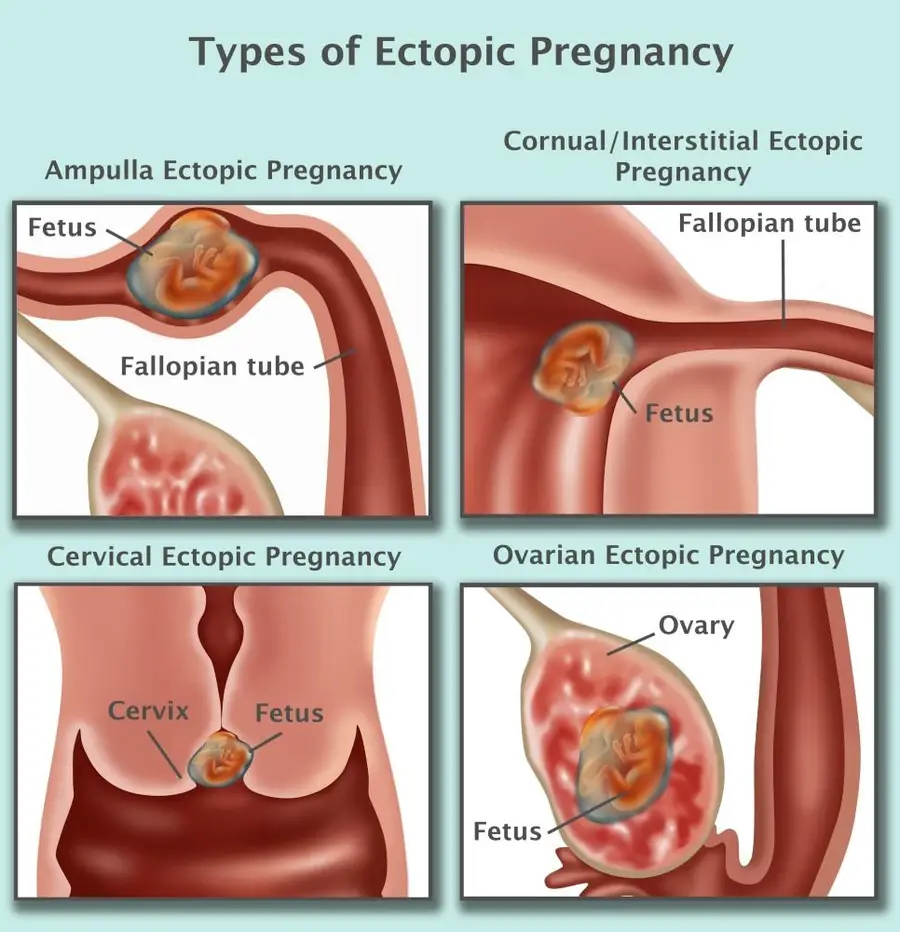 Types of Ectopic Pregnancy
Ampulla Ectopic Pregnancy
Fetus
Fallopian tube
Cornual/Interstitial Ectopic
Pregnancy
Fallopian tube
Fetus
Cervical Ectopic Pregnancy
Cervix
Fetus
Ovarian Ectopic Pregnancy
Ovary
Fetus